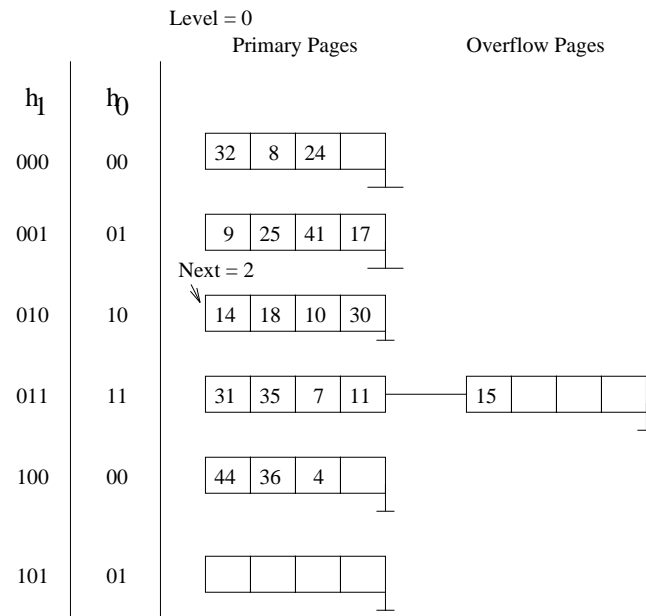 Level = 0
Primary Pages Overflow Pages
h1 h0
000 00 32 8 24
001 01 9 25 41 17
Next = 2
010 10 14 18 10 30
011 11 31 35 7 11 15
100 00 44 36 4
101 01